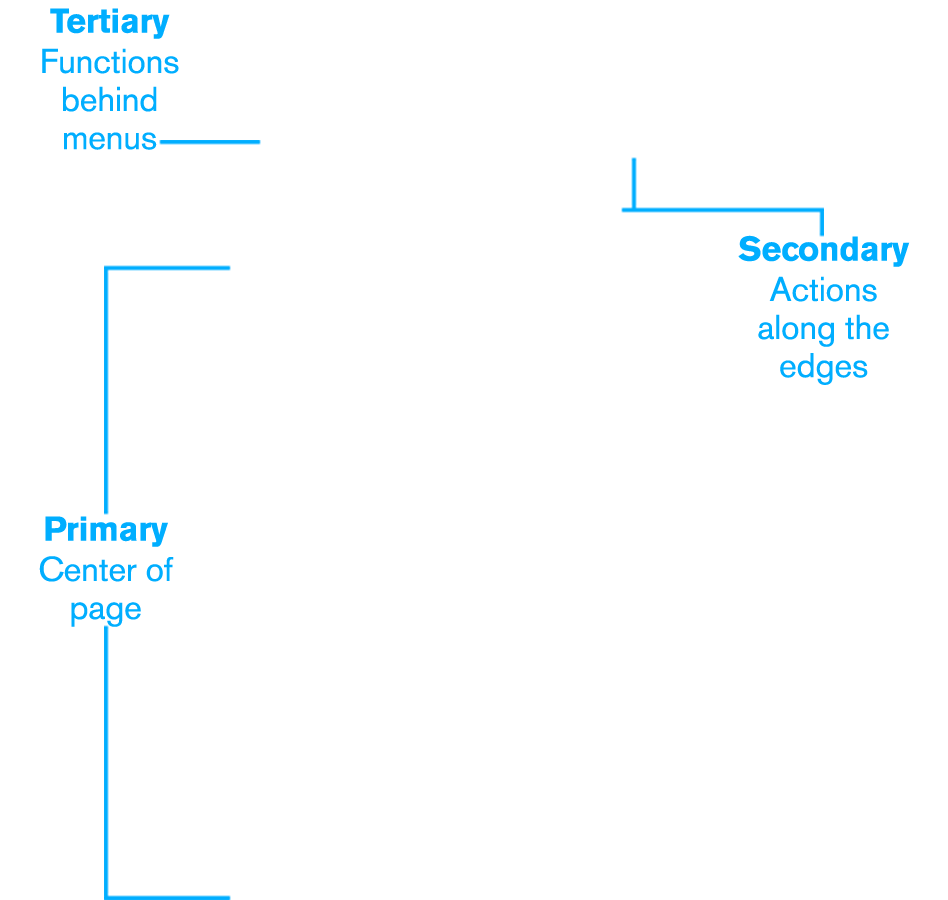 Tertiary
Functions
behind
menus
Secondary
Actions
along the
edges
Primary
Center of
page